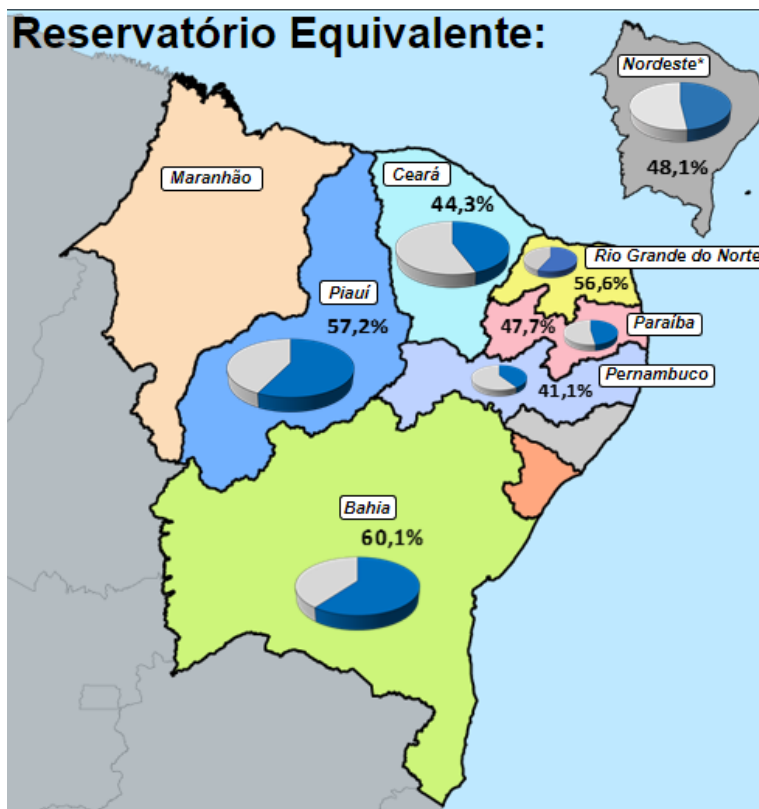 Reservatório Equivalente:
Nordeste*
48,1%
Maranhão
Ceará
44,3%
Rio Grande do Norte
56,6%
Piauí
57,2%
47,7%
Paraíba
Pernambuco
41,1%
Bahia
60,1%